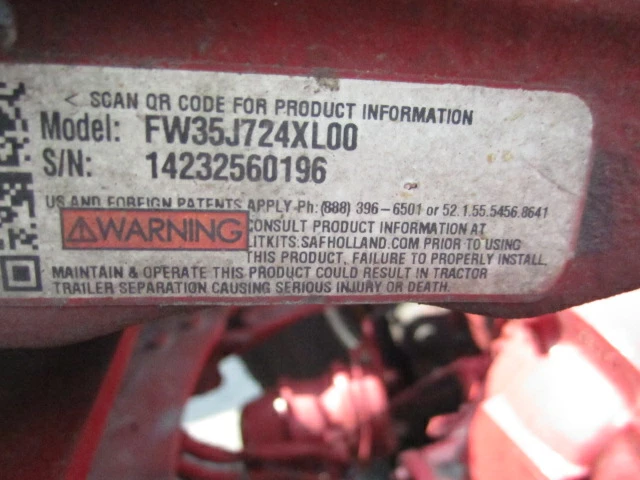 < SCAN QR CODE FOR PRODUCT INFORMATION
Model: FW35J724XL00
S/N: 14232560196
US AND FOREIGN PATENTS APPLY-Ph: (888) 396-6501 or 52.1.55.5456.8641
⚠WARNING CONSULT PRODUCT INFORMATION AT
LITKITS.SAFHOLLAND.COM PRIOR TO USING
THIS PRODUCT, FAILURE TO PROPERLY INSTALL,
MAINTAIN & OPERATE THIS PRODUCT COULD RESULT IN TRACTOR
TRAILER SEPARATION CAUSING SERIOUS INJURY OR DEATH.